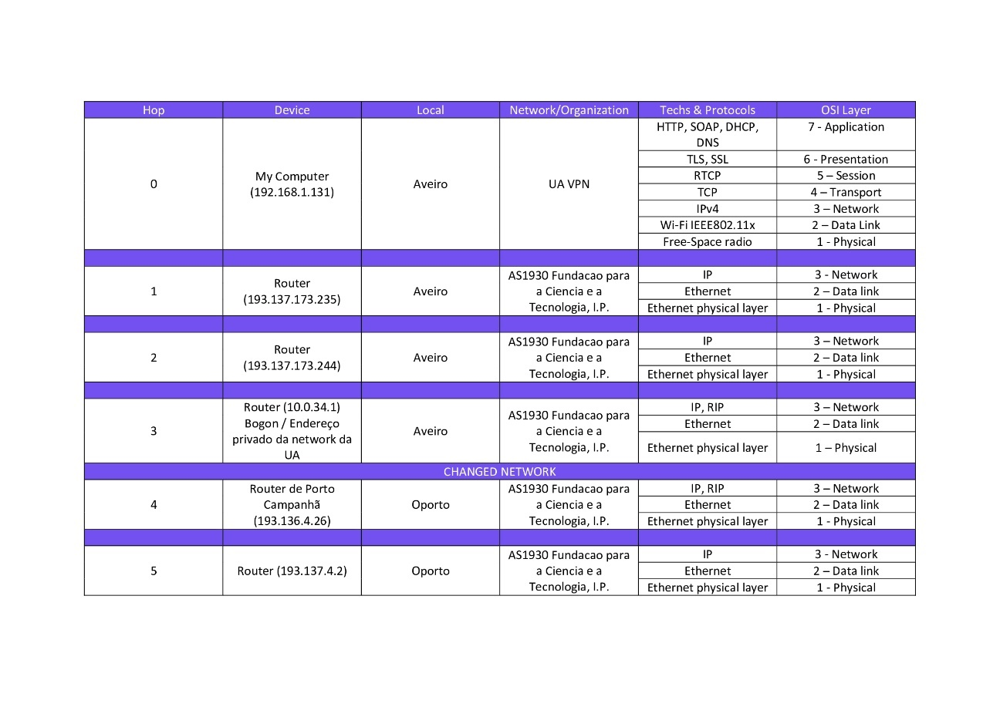 Hop Device Local Network/Organization Techs & Protocols OSI Layer
0
My Computer
(192.168.1.131)
Aveiro
UA VPN
HTTP, SOAP, DHCP,
DNS
7 - Application
TLS, SSL
6 - Presentation
RTCP
5 – Session
TCP
4 – Transport
IPv4
3 – Network
Wi-Fi IEEE802.11x
2 – Data Link
Free-Space radio
1 - Physical
1
Router
(193.137.173.235)
Aveiro
AS1930 Fundacao para
a Ciencia e a
Tecnologia, I.P.
IP
3 - Network
Ethernet
2 – Data link
Ethernet physical layer
1 - Physical
2
Router
(193.137.173.244)
Aveiro
AS1930 Fundacao para
a Ciencia e a
Tecnologia, I.P.
IP
3 – Network
Ethernet
2 – Data link
Ethernet physical layer
1 - Physical
3
Router (10.0.34.1)
Bogon / Endereço
privado da network da
UA
Aveiro
AS1930 Fundacao para
a Ciencia e a
Tecnologia, I.P.
IP, RIP
3 – Network
Ethernet
2 – Data link
Ethernet physical layer
1 – Physical
CHANGED NETWORK
4
Router de Porto
Campanhã
(193.136.4.26)
Oporto
AS1930 Fundacao para
a Ciencia e a
Tecnologia, I.P.
IP, RIP
3 – Network
Ethernet
2 – Data link
Ethernet physical layer
1 - Physical
5
Router (193.137.4.2)
Oporto
AS1930 Fundacao para
a Ciencia e a
Tecnologia, I.P.
IP
3 - Network
Ethernet
2 – Data link
Ethernet physical layer
1 - Physical